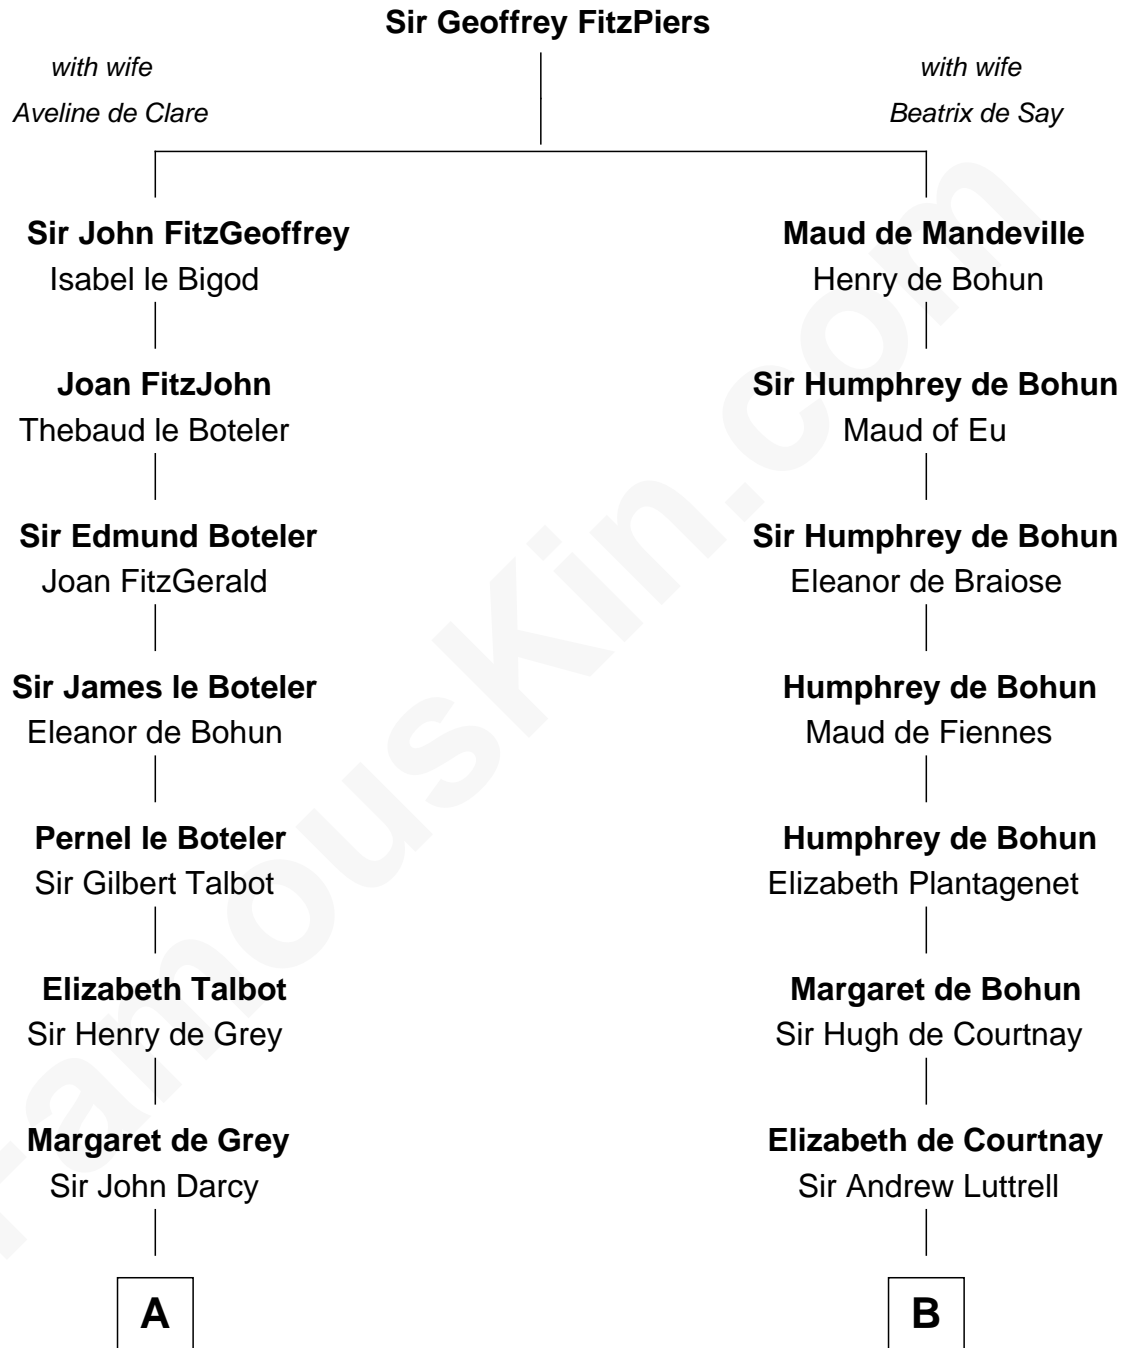 Sir Geoffrey FitzPiers
with wife
Aveline de Clare
with wife
Beatrix de Say
Sir John FitzGeoffrey
Isabel le Bigod
Maud de Mandeville
Henry de Bohun
Joan FitzJohn
Thebaud le Boteler
Sir Humphrey de Bohun
Maud of Eu
Sir Edmund Boteler
Joan FitzGerald
Sir Humphrey de Bohun
Eleanor de Braiose
Sir James le Boteler
Eleanor de Bohun
Humphrey de Bohun
Maud de Fiennes
Pernel le Boteler
Sir Gilbert Talbot
Humphrey de Bohun
Elizabeth Plantagenet
Elizabeth Talbot
Sir Henry de Grey
Margaret de Bohun
Sir Hugh de Courtnay
Margaret de Grey
Sir John Darcy
Elizabeth de Courtnay
Sir Andrew Luttrell
A
B
FamousKin.com